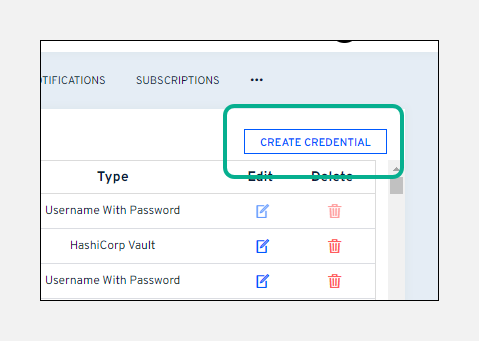 OTIFICATIONS SUBSCRIPTIONS ...
CREATE CREDENTIAL
Type Edit Delete
Username With Password
HashiCorp Vault
Username With Password